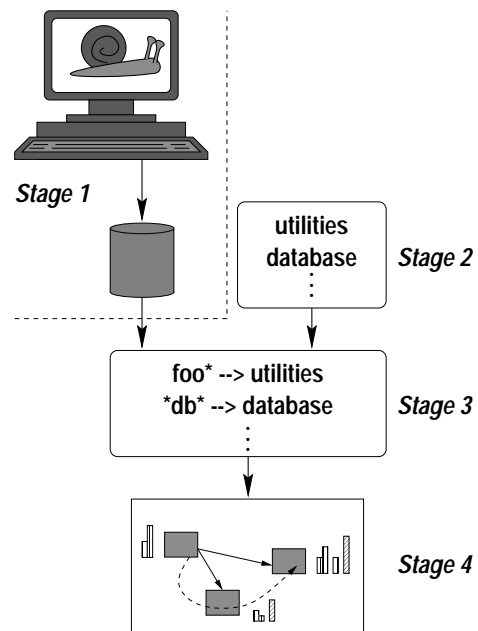 Stage 1
utilities
database
Stage 2
foo* --> utilities
*db* --> database
Stage 3
Stage 4